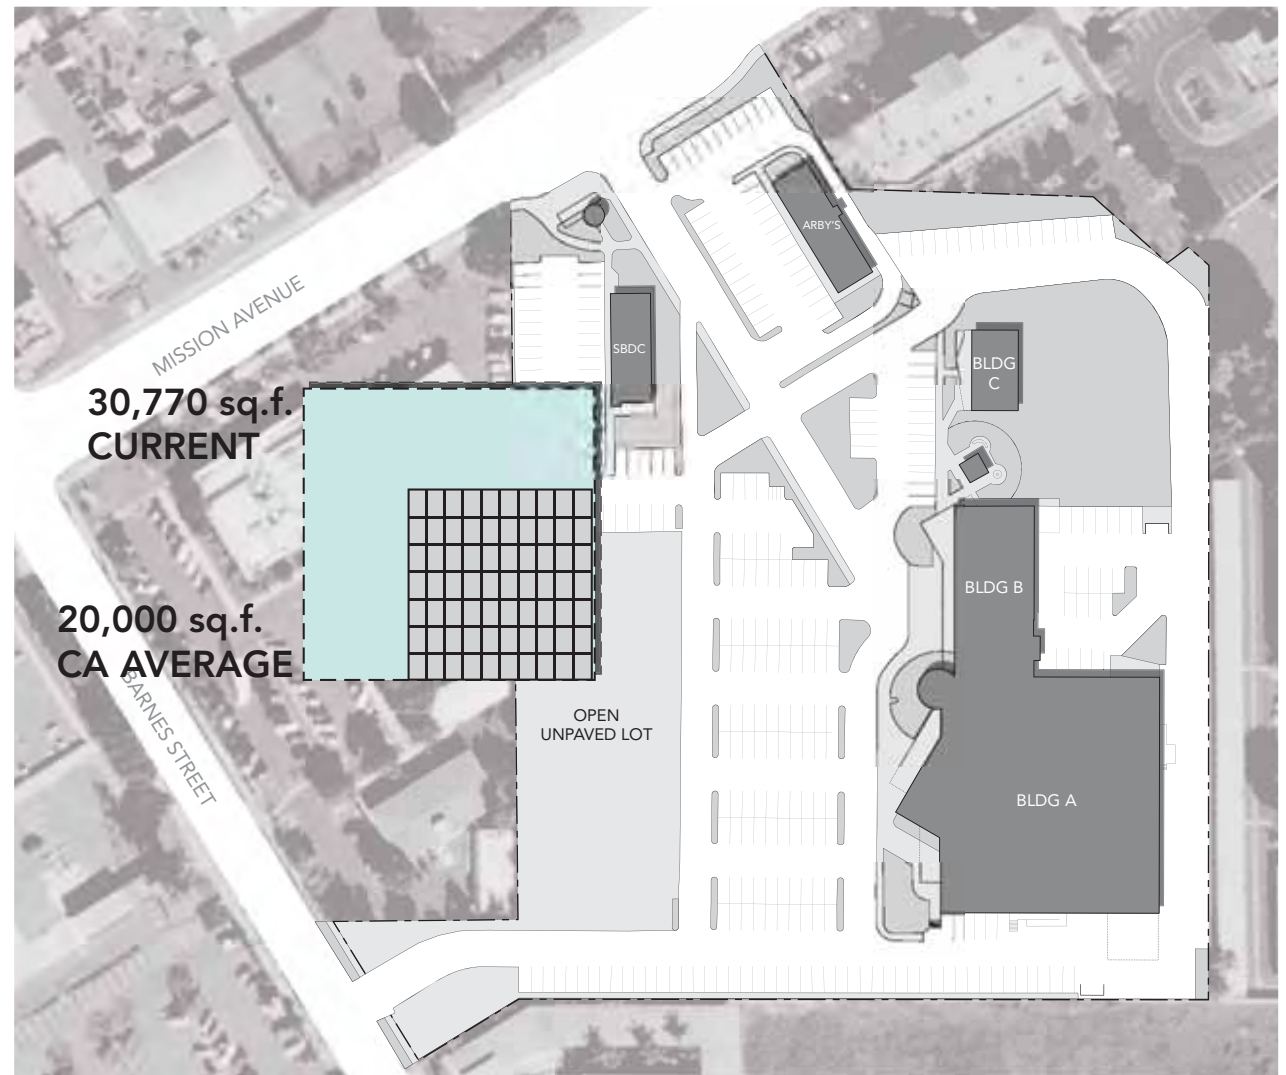 ARBY'S
MISSION AVENUE
SBDC
BLDG
C
30,770 sq.f.
CURRENT
BLDG B
20,000 sq.f.
CA AVERAGE
BARNES STREET
OPEN
UNPAVED LOT
BLDG A